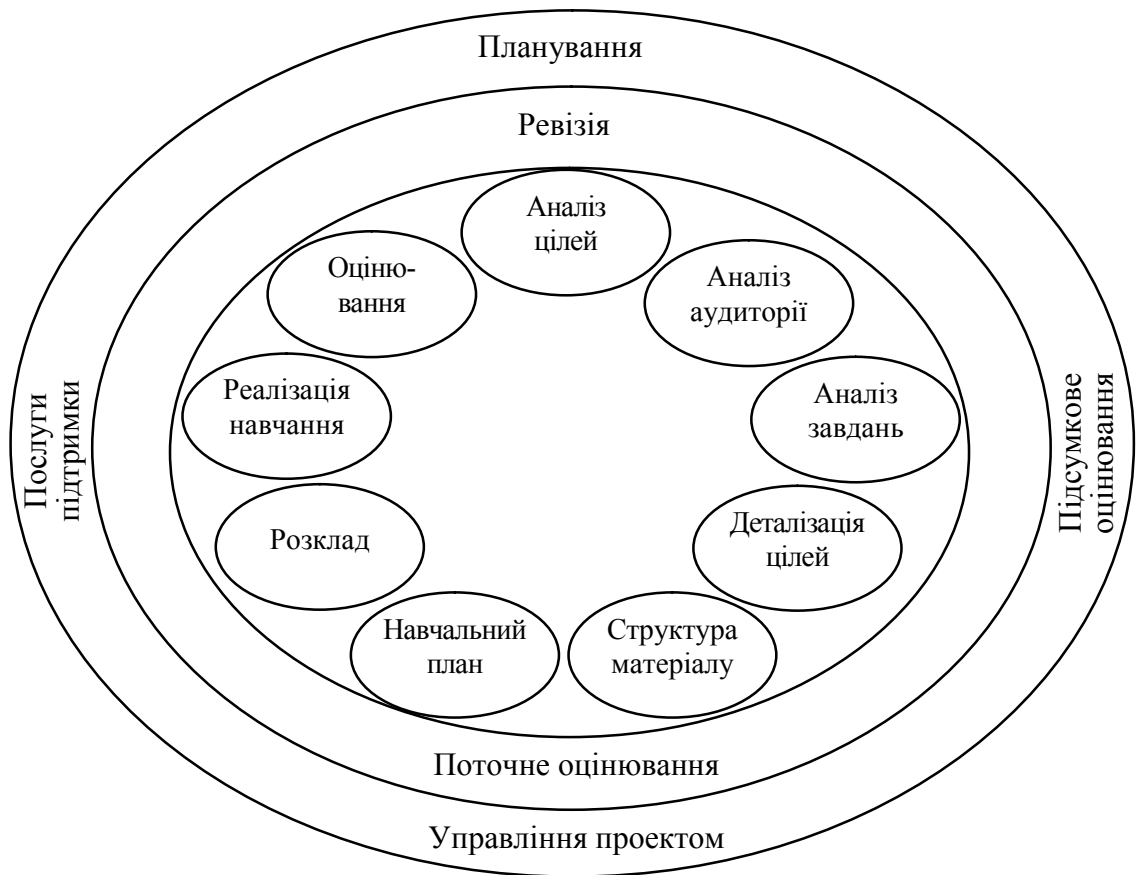 Планування
Ревізія
Аналіз
цілей
Оціню-
вання
Аналіз
аудиторії
Реалізація
навчання
Аналіз
завдань
Послуги
підтримки
Підсумкове
оцінювання
Розклад
Деталізація
цілей
Навчальний
план
Структура
матеріалу
Поточне оцінювання
Управління проектом